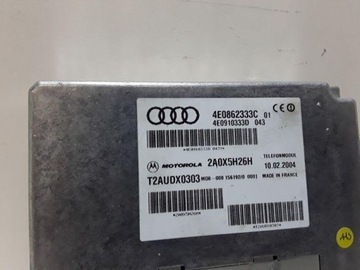 4E0862333C 01
4E0910333D 043
MOTOROLA 2A0X5H26H
TELEFONMODUL
10.02.2004
T2AUDX0303
MADE IN FRANCE